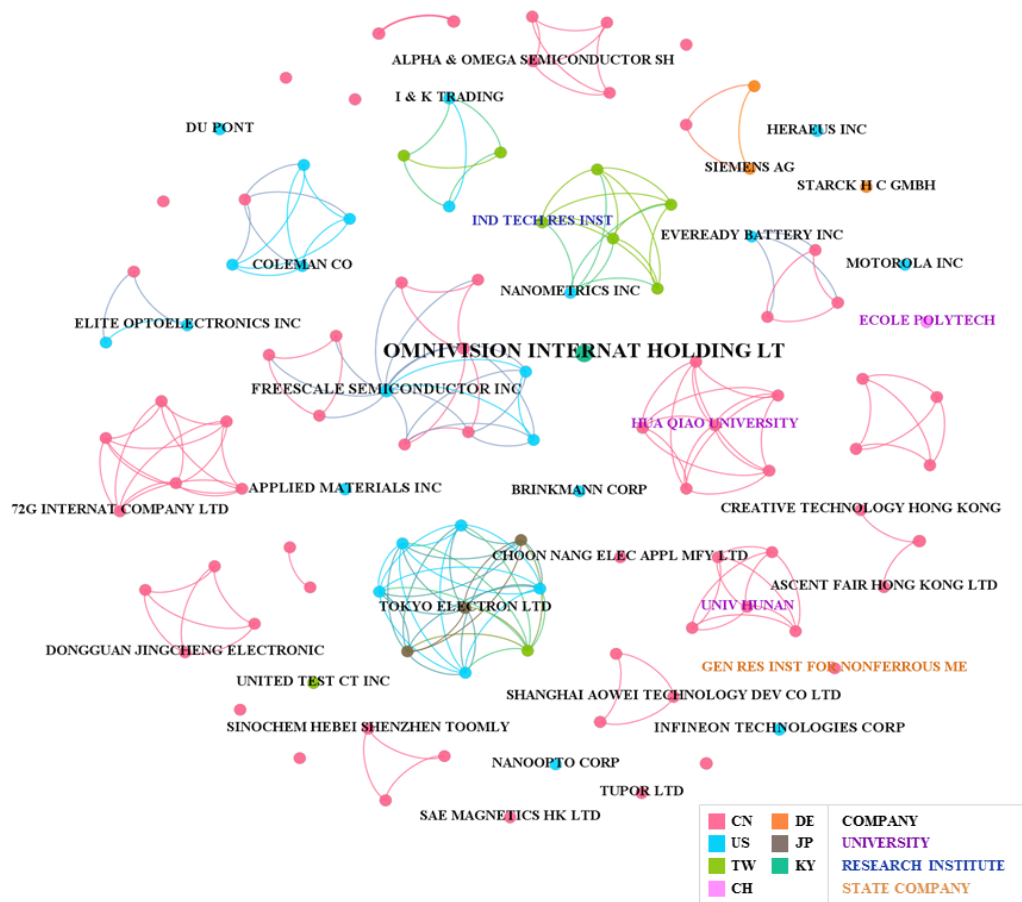 ALPHA & OMEGA SEMICONDUCTOR SH
I & K TRADING
DU PONT
HERAEUS INC
SIEMENS AG
STARCK H C GMBH
IND TECH RES INST
EVEREADY BATTERY INC
COLEMAN CO
MOTOROLA INC
NANOMETRICS INC
ELITE OPTOELECTRONICS INC
ECOLE POLYTECH
OMNIVISION INTERNAT HOLDING LT
FREESCALE SEMICONDUCTOR INC
HUA QIAO UNIVERSITY
APPLIED MATERIALS INC
BRINKMANN CORP
72G INTERNAT COMPANY LTD
CREATIVE TECHNOLOGY HONG KONG
CHOON NANG ELEC APPL MFY LTD
ASCENT FAIR HONG KONG LTD
TOKYO ELECTRON LTD
UNIV HUNAN
DONGGUAN JINGCHENG ELECTRONIC
GEN RES INST FOR NONFERROUS ME
UNITED TEST CT INC
SHANGHAI AOWEI TECHNOLOGY DEV CO LTD
SINOCHEM HEBEI SHENZHEN TOOMLY
INFINEON TECHNOLOGIES CORP
NANOOPTO CORP
TUPOR LTD
SAE MAGNETICS HK LTD
CN DE COMPANY
US JP UNIVERSITY
TW KY RESEARCH INSTITUTE
CH STATE COMPANY